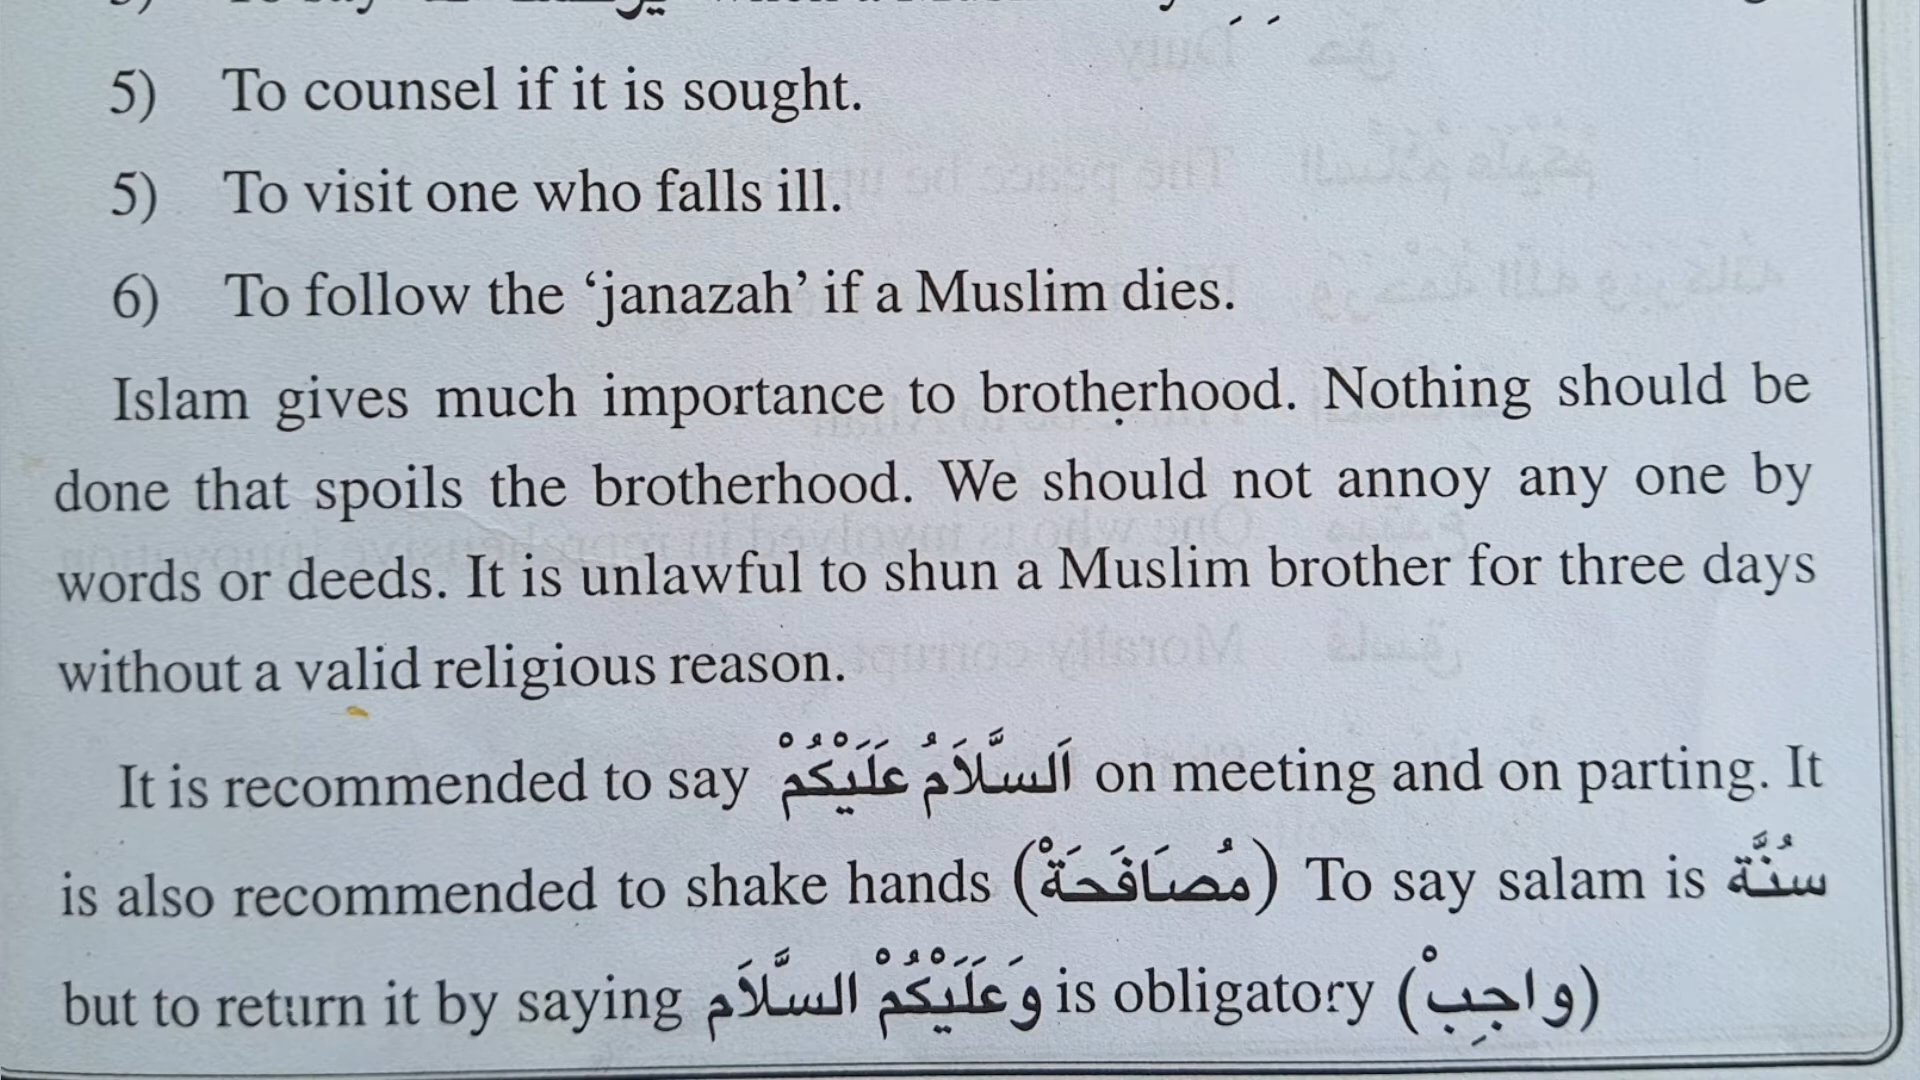 5) To counsel if it is sought.
5) To visit one who falls ill.
6) To follow the ‘janazah’ if a Muslim dies.
Islam gives much importance to brotherhood. Nothing should be
done that spoils the brotherhood. We should not annoy any one by
words or deeds. It is unlawful to shun a Muslim brother for three days
without a valid religious reason.
It is recommended to say اَلسَّلَامُ عَلَيْكُمْ on meeting and on parting. It
is also recommended to shake hands (مُصَافَحَةْ) To say salam is سُنَّة
but to return it by saying وَعَلَيْكُمْ السَّلَام is obligatory (واجِبْ)